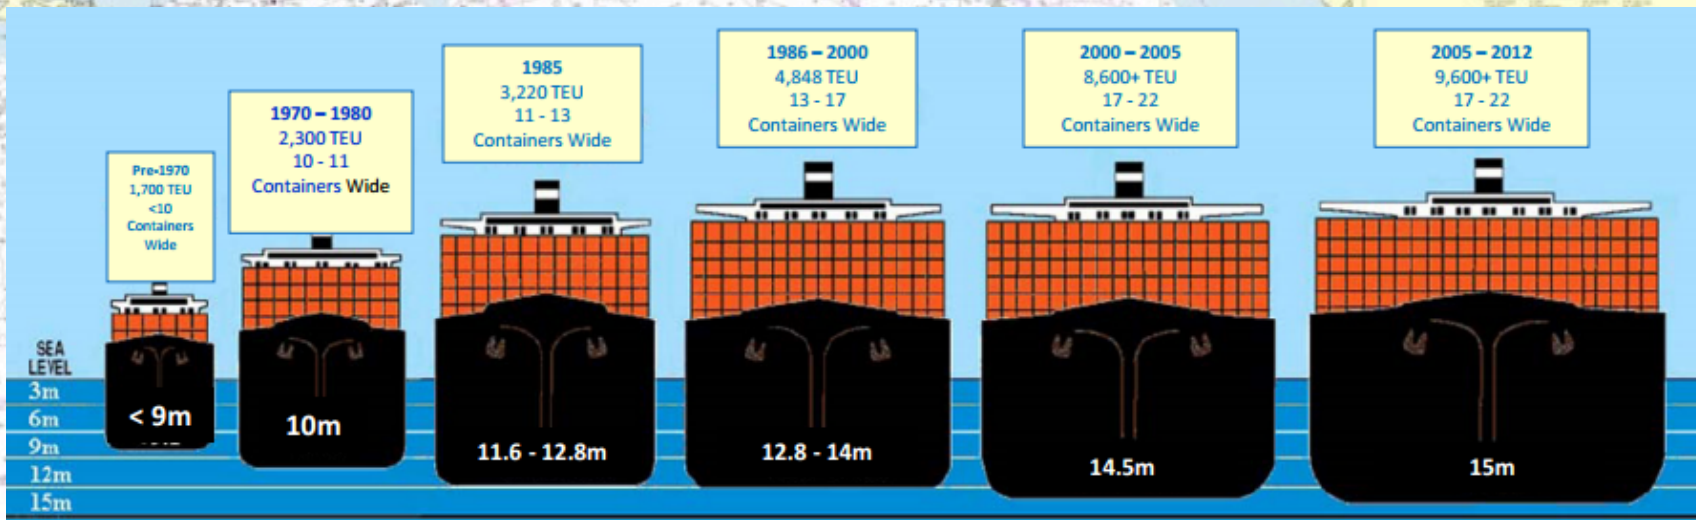 Pre-1970
1,700 TEU
<10
Containers
Wide
1970 – 1980
2,300 TEU
10 - 11
Containers Wide
1985
3,220 TEU
11 - 13
Containers Wide
1986 – 2000
4,848 TEU
13 - 17
Containers Wide
2000 – 2005
8,600+ TEU
17 - 22
Containers Wide
2005 – 2012
9,600+ TEU
17 - 22
Containers Wide
SEA
LEVEL
3m
6m
9m
12m
15m
< 9m
10m
11.6 - 12.8m
12.8 - 14m
14.5m
15m